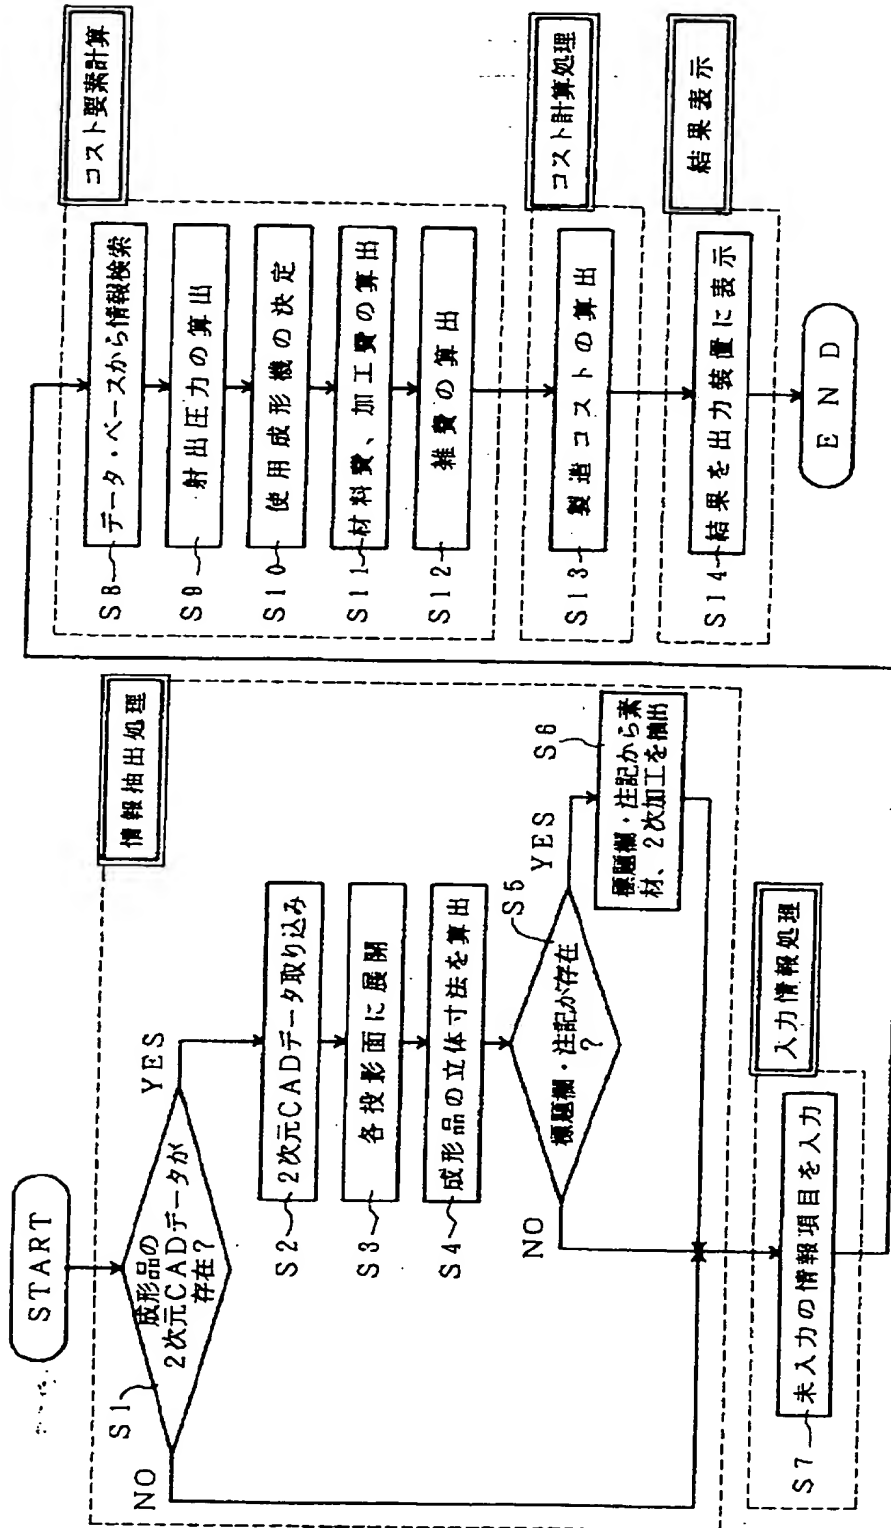 START
情報抽出処理
S1
成形品の
2次元CADデータが
存在?
NO
YES
S2
2次元CADデータ取り込み
S3
各投影面に展開
S4
成形品の立体寸法を算出
S5
標題欄・注記が存在
?
NO
YES
S6
標題欄・注記から素
材、2次加工を抽出
入力情報処理
S7
未入力の情報項目を入力
コスト要素計算
S8
データ・ベースから情報検索
S9
射出圧力の算出
S10
使用成形機の決定
S11
材料費、加工費の算出
S12
雑費の算出
コスト計算処理
S13
製造コストの算出
結果表示
S14
結果を出力装置に表示
END